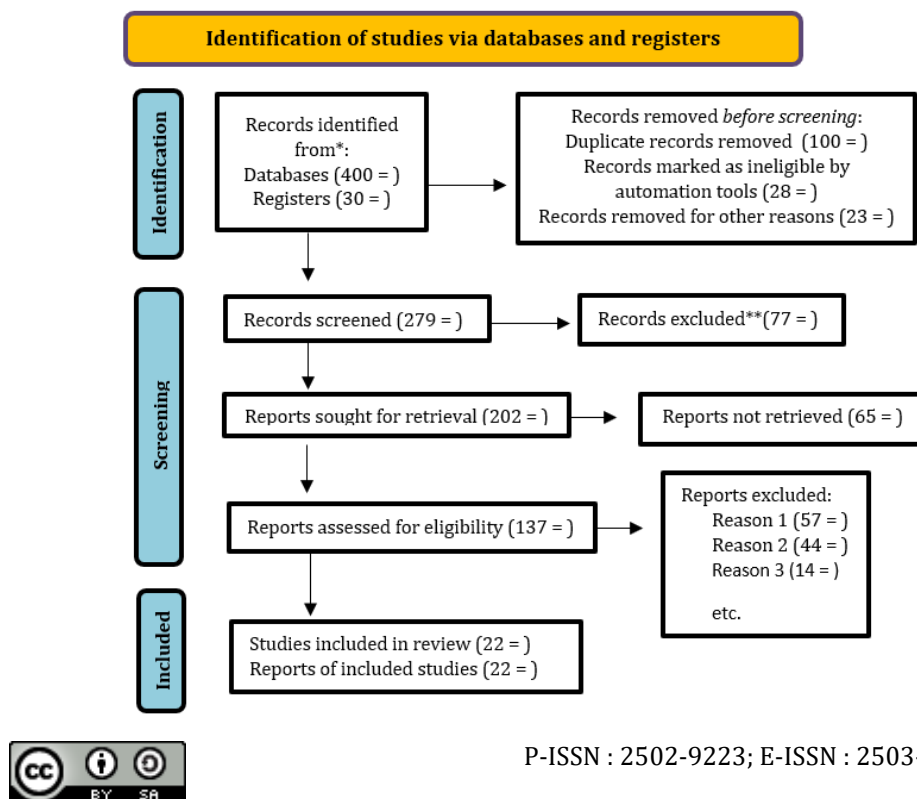 Identification of studies via databases and registers
Identification
Records identified
from*:
Databases (400 = )
Registers (30 = )
Records removed before screening:
Duplicate records removed (100 = )
Records marked as ineligible by
automation tools (28 = )
Records removed for other reasons (23 = )
Screening
Records screened (279 = )
Records excluded**(77 = )
Reports sought for retrieval (202 = )
Reports not retrieved (65 = )
Reports assessed for eligibility (137 = )
Reports excluded:
Reason 1 (57 = )
Reason 2 (44 = )
Reason 3 (14 = )
etc.
Included
Studies included in review (22 = )
Reports of included studies (22 = )
cc
BY SA
P-ISSN : 2502-9223; E-ISSN : 2503-